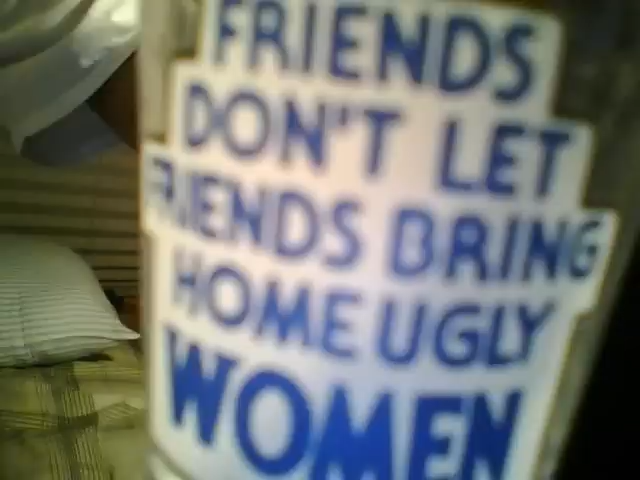 FRIENDS
DON'T LET
FRIENDS BRING
HOME UGLY
WOMEN